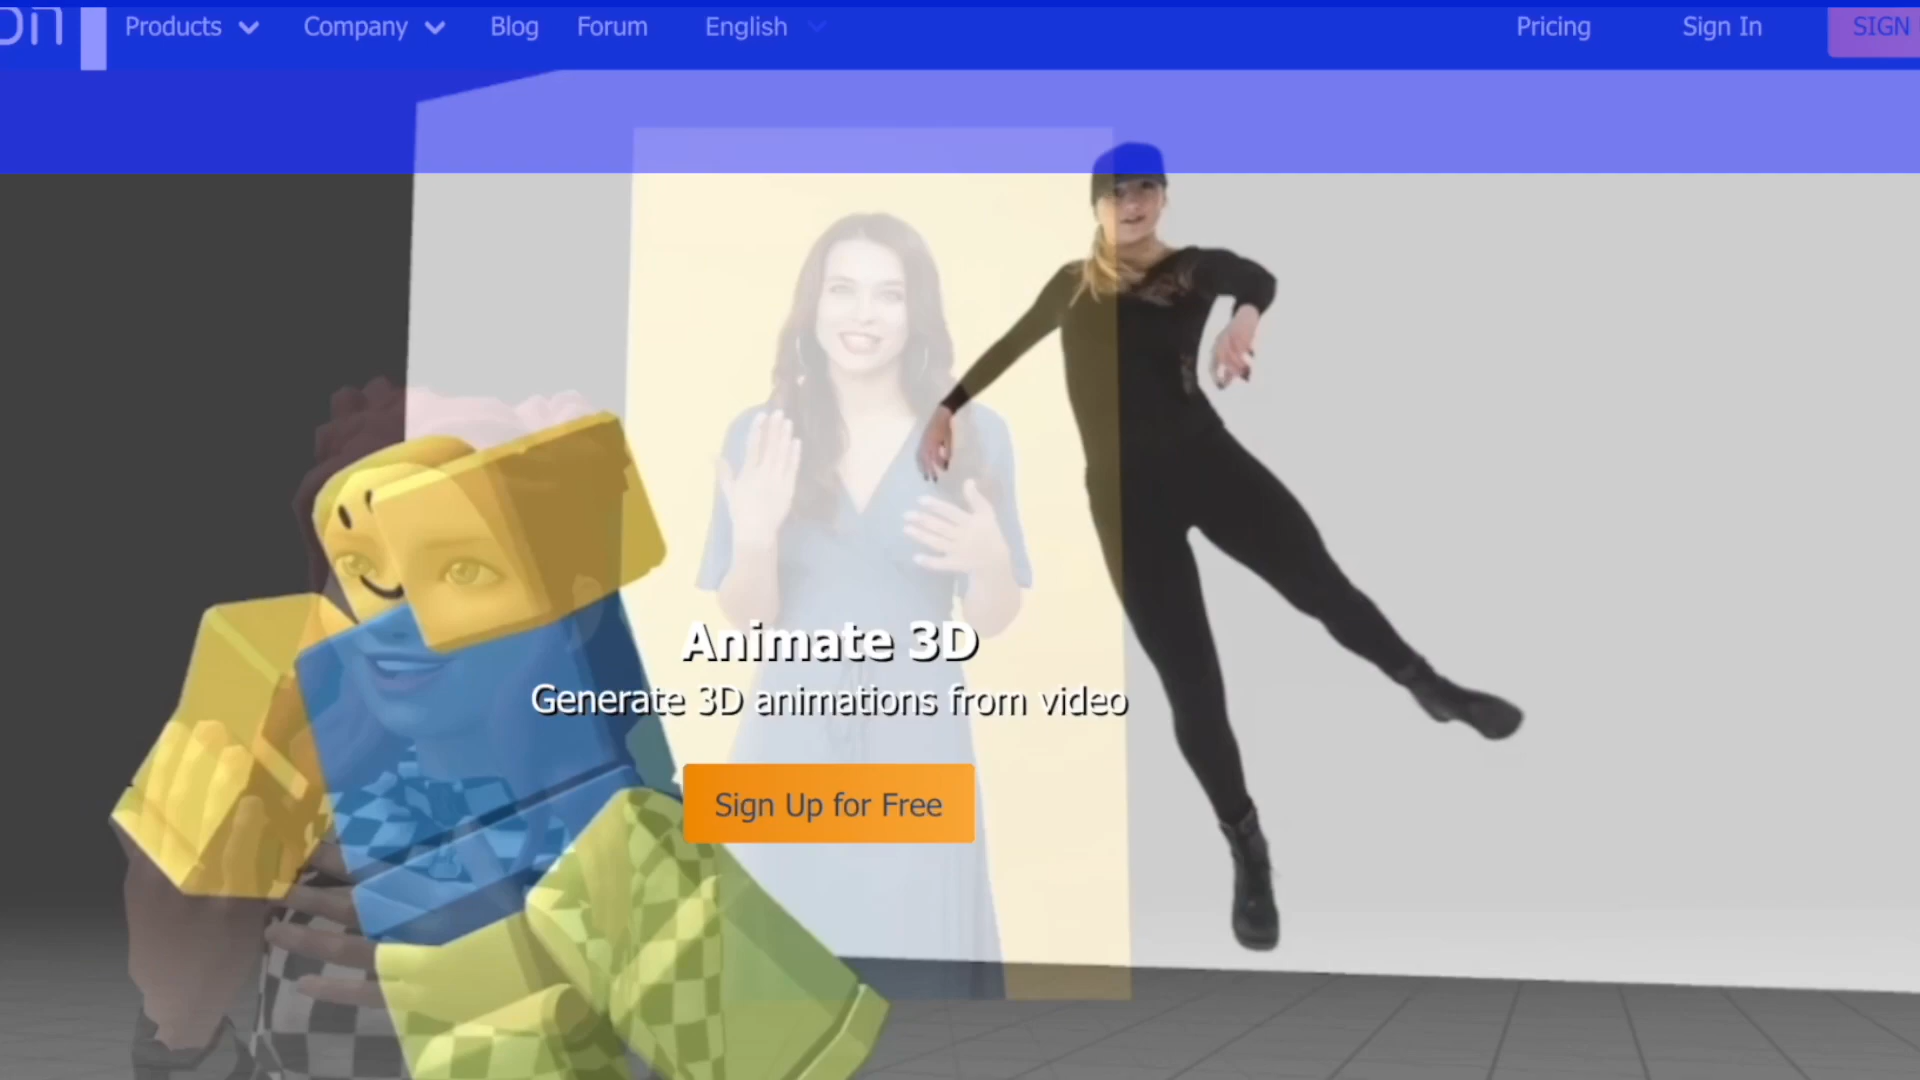 on
Products Company Blog Forum English Pricing Sign In SIGN
Animate 3D
Generate 3D animations from video
Sign Up for Free